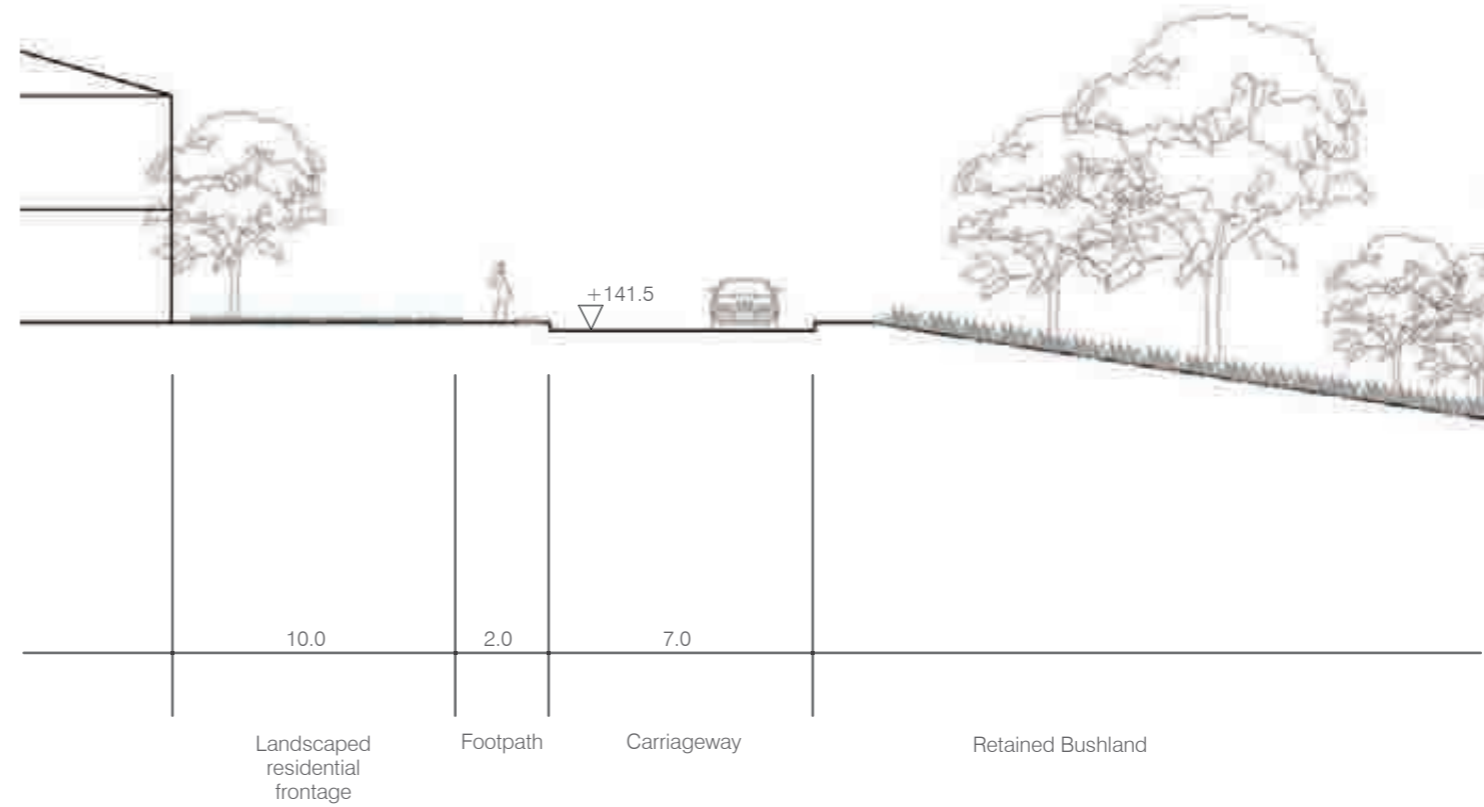 +141.5
10.0
2.0
7.0
Landscaped
residential
frontage
Footpath
Carriageway
Retained Bushland